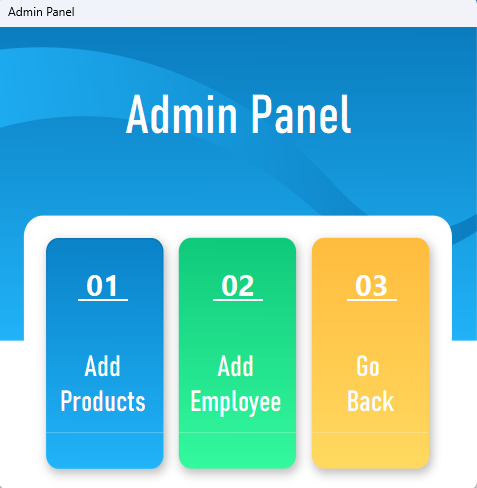 Admin Panel
Admin Panel
01
02
03
Add
Products
Add
Employee
Go
Back